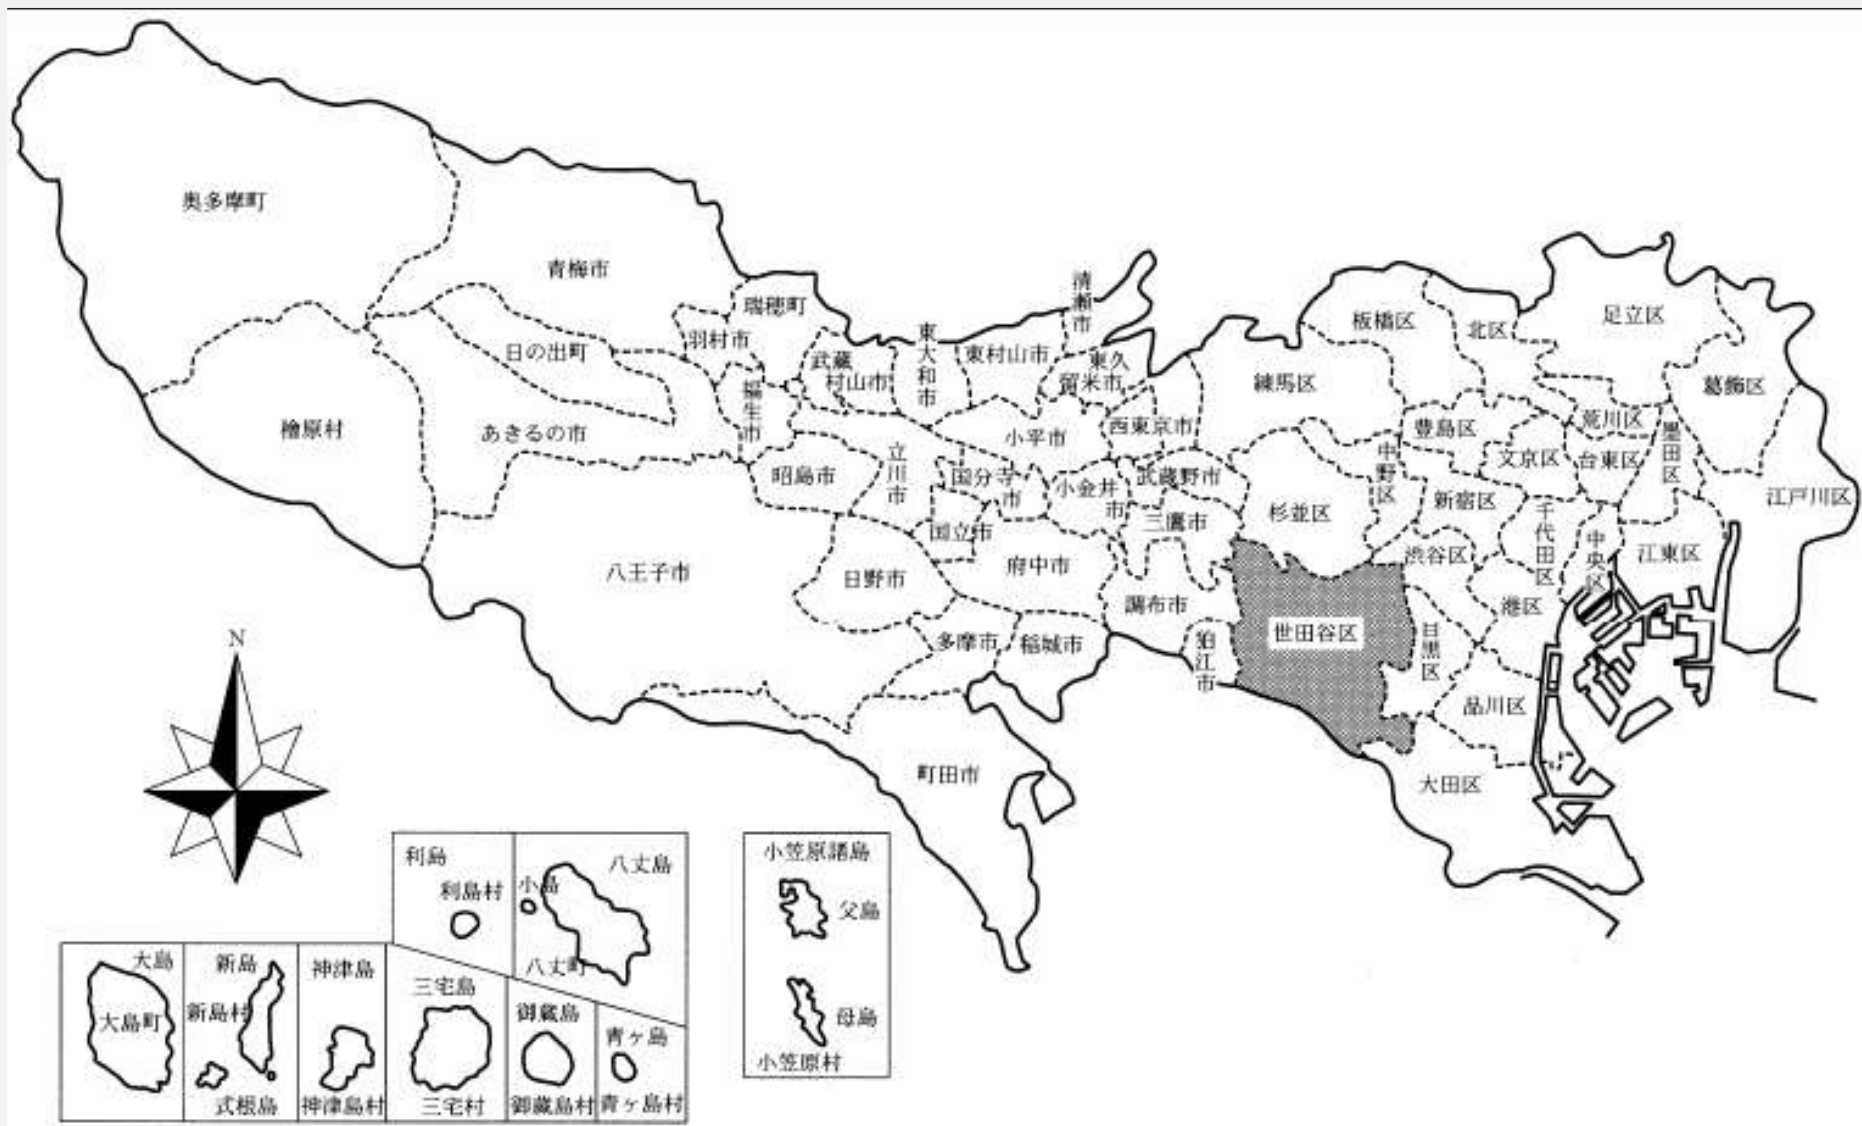 奥多摩町
青梅市
瑞穂町
羽村市
日の出町
檜原村
あきるの市
福生市
武蔵
村山市
東大和市
東村山市
清瀬市
東久
留米市
昭島市
立川市
小平市
西東京市
国分寺
市
小金井
市
武蔵野市
三鷹市
国立市
府中市
八王子市
日野市
調布市
多摩市
稲城市
狛江市
町田市
練馬区
板橋区
北区
足立区
葛飾区
豊島区
荒川区
中野区
文京区
台東区
墨田区
江戸川区
杉並区
新宿区
千代田区
中央区
江東区
渋谷区
港区
世田谷区
目黒区
品川区
大田区
N
利島
利島村
小島
八丈島
八丈町
大島
大島町
新島
新島村
式根島
神津島
神津島村
三宅島
三宅村
御蔵島
御蔵島村
青ヶ島
青ヶ島村
小笠原諸島
父島
母島
小笠原村